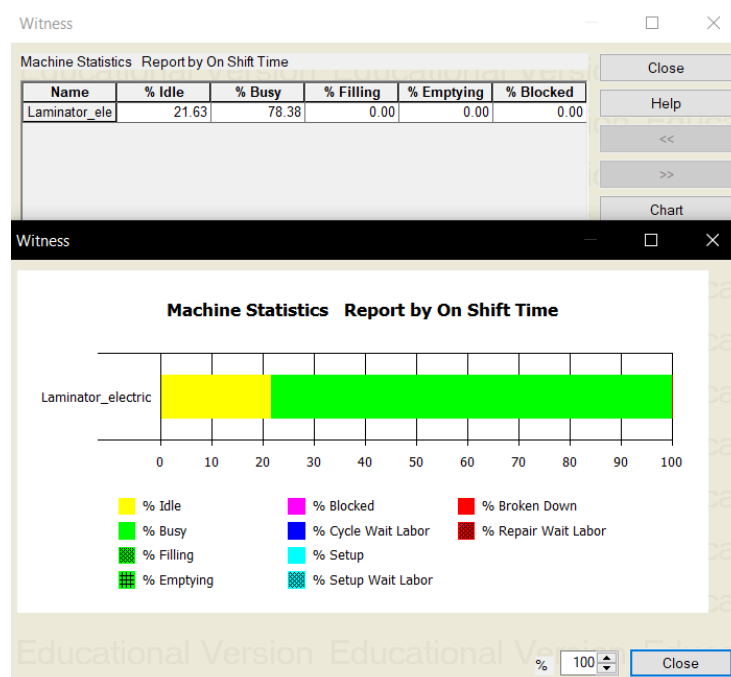 Witness
Machine Statistics Report by On Shift Time
Close
Name % Idle % Busy % Filling % Emptying % Blocked
Laminator_ele 21.63 78.38 0.00 0.00 0.00
Help
<<
>>
Chart
Witness
Machine Statistics Report by On Shift Time
Laminator_electric
0 10 20 30 40 50 60 70 80 90 100
% Idle % Blocked % Broken Down
% Busy % Cycle Wait Labor % Repair Wait Labor
% Filling % Setup
% Emptying % Setup Wait Labor
Educational Version Educational
% 100 Close